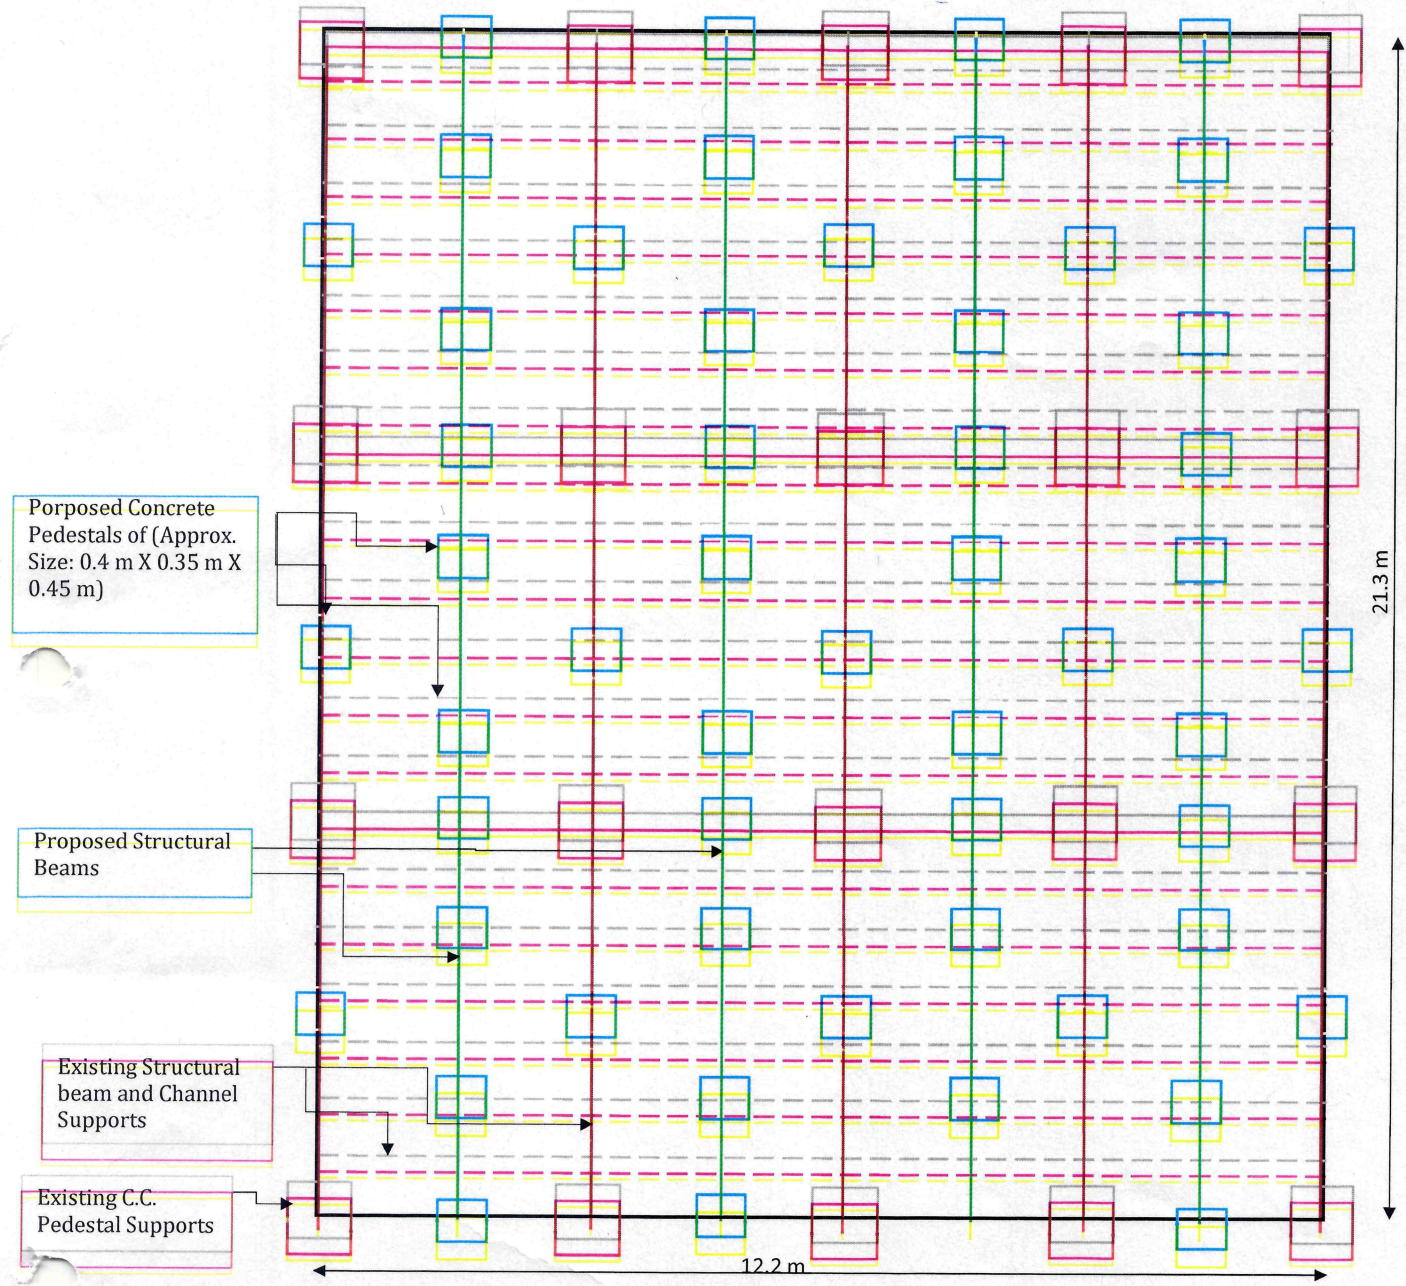 Porposed Concrete
Pedestals of (Approx.
Size: 0.4 m X 0.35 m X
0.45 m)
21.3 m
Proposed Structural
Beams
Existing Structural
beam and Channel
Supports
Existing C.C.
Pedestal Supports
12.2 m